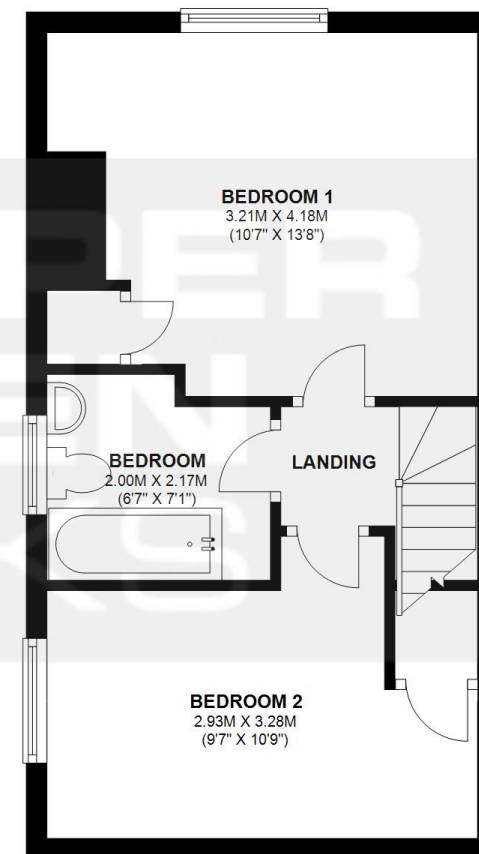 BEDROOM 1
3.21M X 4.18M
(10'7" X 13'8")
BEDROOM
2.00M X 2.17M
(6'7" X 7'1")
LANDING
BEDROOM 2
2.93M X 3.28M
(9'7" X 10'9")